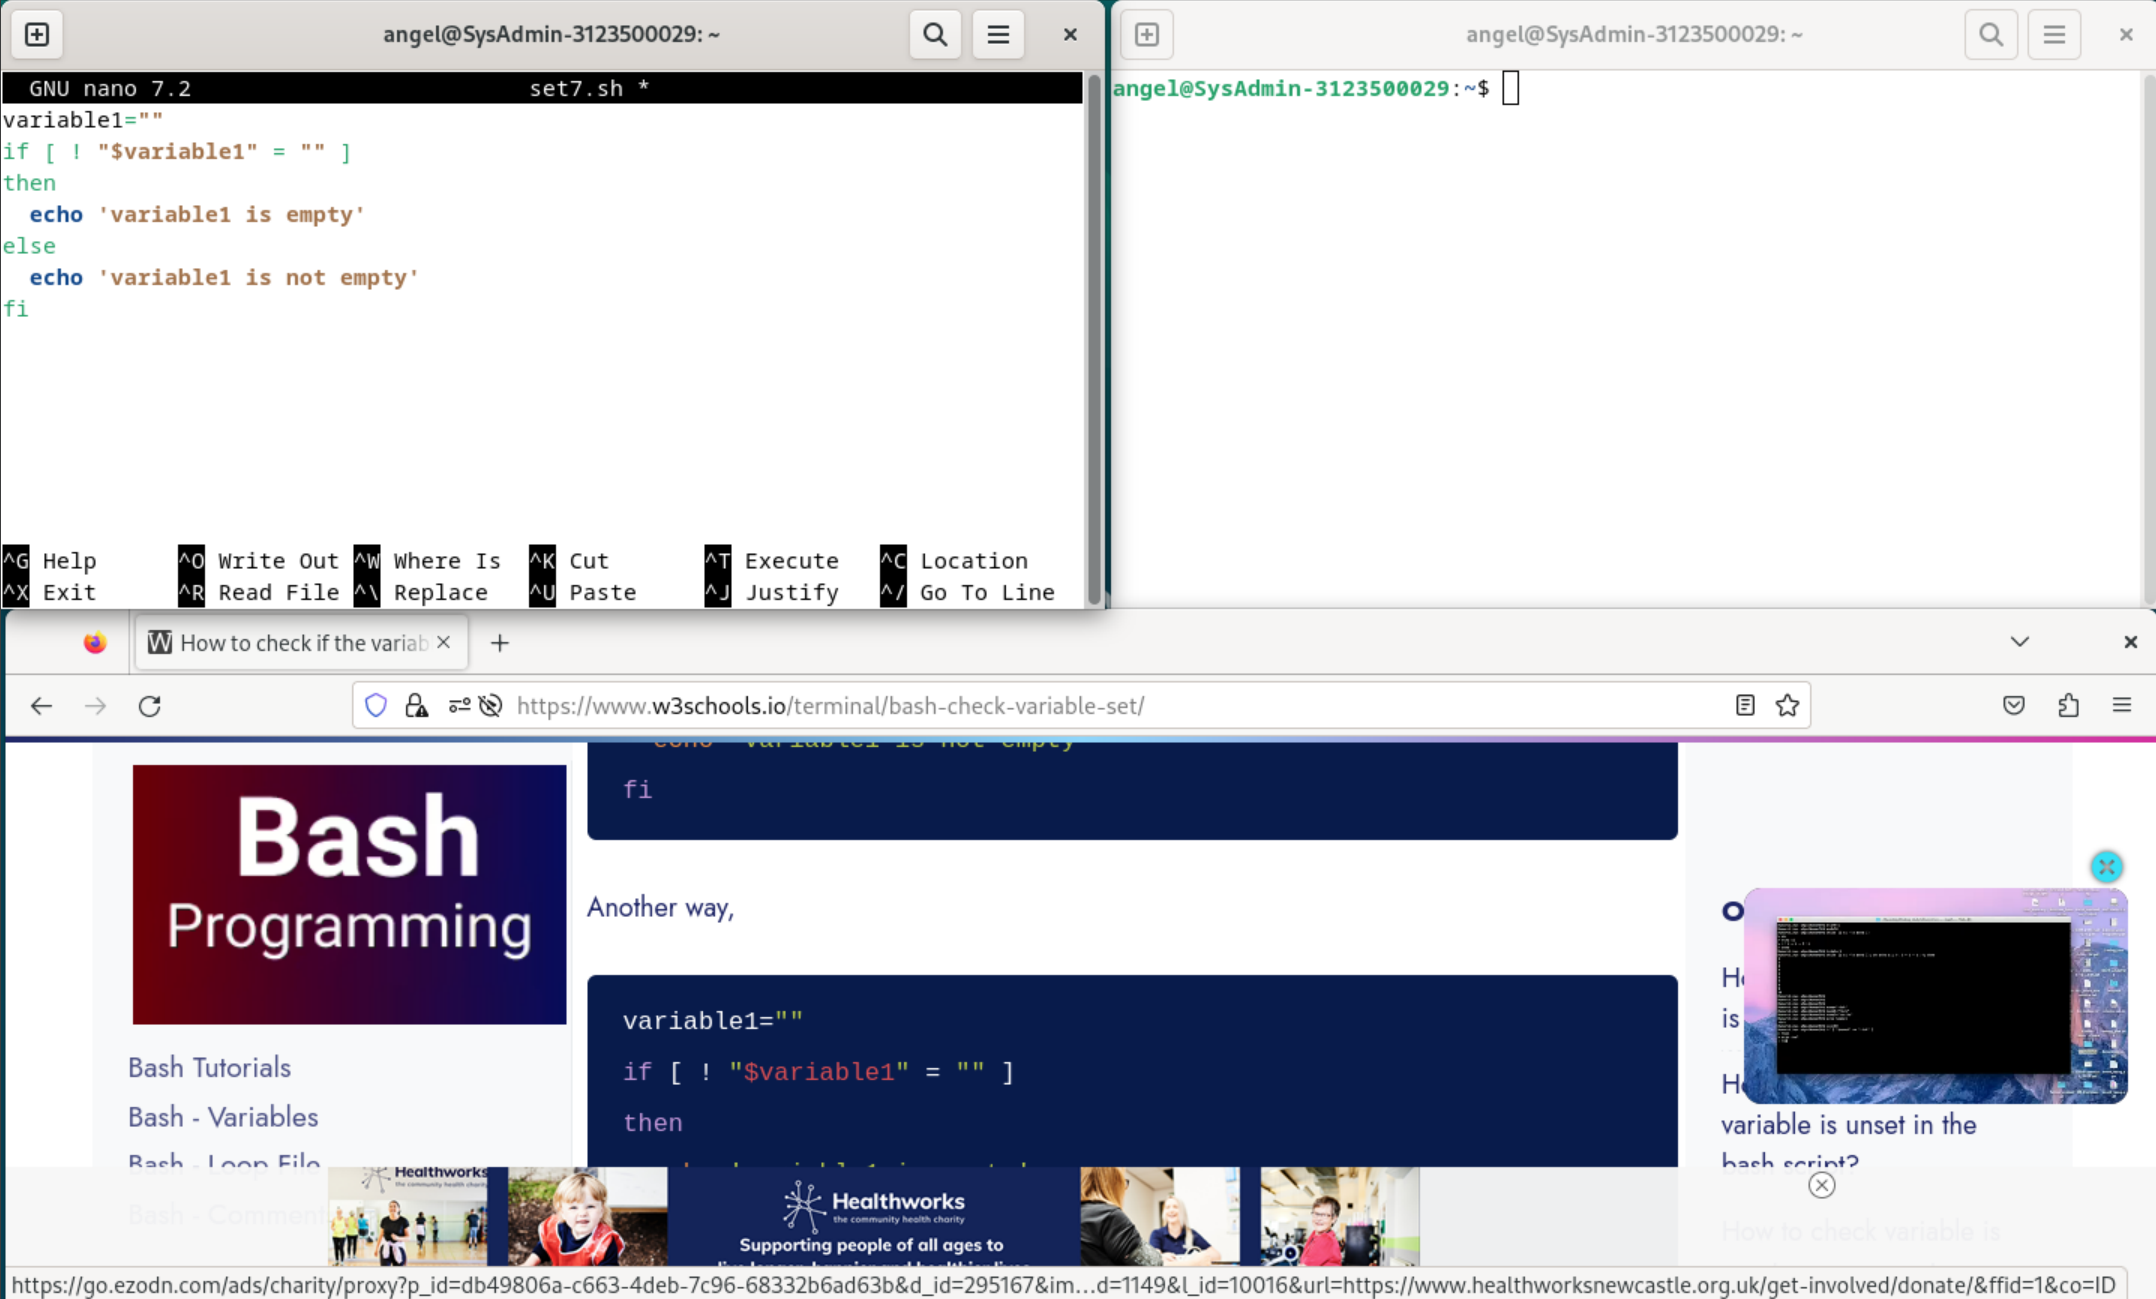 angel@SysAdmin-3123500029: ~
GNU nano 7.2 set7.sh *
variable1=""
if [ ! "$variable1" = "" ]
then
  echo 'variable1 is empty'
else
  echo 'variable1 is not empty'
fi
^G Help ^O Write Out ^W Where Is ^K Cut ^T Execute ^C Location
^X Exit ^R Read File ^\ Replace ^U Paste ^J Justify ^/ Go To Line
angel@SysAdmin-3123500029: ~
angel@SysAdmin-3123500029:~$
How to check if the variab
https://www.w3schools.io/terminal/bash-check-variable-set/
Bash
Programming
Bash Tutorials
Bash - Variables
Bash - Loop File
Bash - Comment
echo 'variable1 is not empty'
fi
Another way,
variable1=""
if [ ! "$variable1" = "" ]
then
is
variable is unset in the
bash script?
How to check variable is
Healthworks
the community health charity
Healthworks
the community health charity
Supporting people of all ages to
https://go.ezodn.com/ads/charity/proxy?p_id=db49806a-c663-4deb-7c96-68332b6ad63b&d_id=295167&im...d=1149&l_id=10016&url=https://www.healthworksnewcastle.org.uk/get-involved/donate/&ffid=1&co=ID